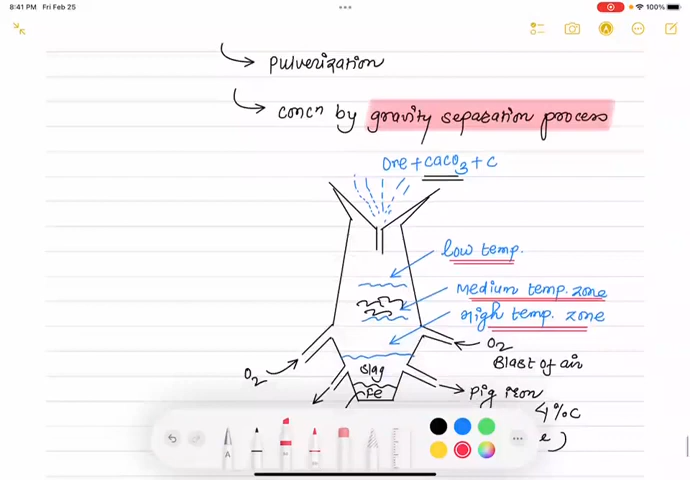 8:41 PM Fri Feb 25
100%
pulverization
concn by gravity separation process
Ore + CaCO3 + C
low temp.
Medium temp. zone
High temp. zone
O2
Blast of air
O2
Slag
Fe
Pig iron
4%C
e)
A